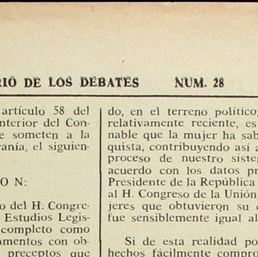 RIO DE LOS DEBATES NUM. 28
artículo 58 del
nterior del Con-
e someten a la
ranía, el siguien-
O N:
o del H. Congre-
Estudios Legis-
completo como
amentos con ob-
preceptos que
do, en el terreno político,
relativamente reciente, es
nable que la mujer ha sab
quista, contribuyendo así a
proceso de nuestro siste
acuerdo con los datos pr
Presidente de la República
al H. Congreso de la Unión
jeres que obtuvieron su c
fue sensiblemente igual al
Si de esta realidad po
hechos fácilmente compro